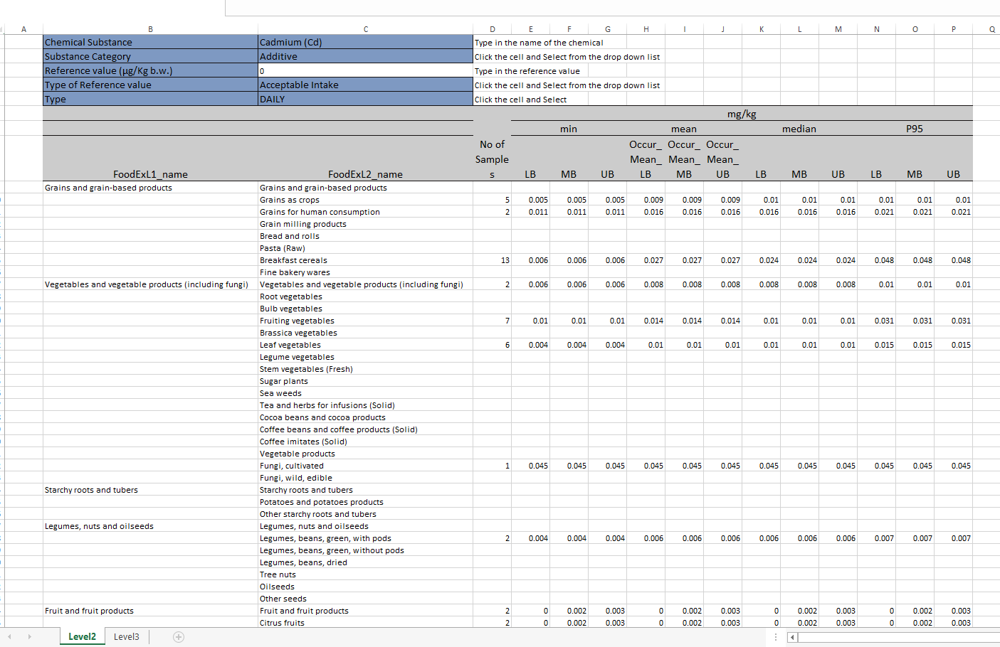 A B C D E F G H I J K L M N O P Q
Chemical Substance Cadmium (Cd) Type in the name of the chemical
Substance Category Additive Click the cell and Select from the drop down list
Reference value (µg/Kg b.w.) 0 Type in the reference value
Type of Reference value Acceptable Intake Click the cell and Select from the drop down list
Type DAILY Click the cell and Select
mg/kg
min mean median P95
No of Occur_ Occur_ Occur_
Sample Mean_ Mean_ Mean_
FoodExL1_name FoodExL2_name s LB MB UB LB MB UB LB MB UB LB MB UB
Grains and grain-based products Grains and grain-based products
Grains as crops 5 0.005 0.005 0.005 0.009 0.009 0.009 0.01 0.01 0.01 0.01 0.01 0.01
Grains for human consumption 2 0.011 0.011 0.011 0.016 0.016 0.016 0.016 0.016 0.016 0.021 0.021 0.021
Grain milling products
Bread and rolls
Pasta (Raw)
Breakfast cereals 13 0.006 0.006 0.006 0.027 0.027 0.027 0.024 0.024 0.024 0.048 0.048 0.048
Fine bakery wares
Vegetables and vegetable products (including fungi) Vegetables and vegetable products (including fungi) 2 0.006 0.006 0.006 0.008 0.008 0.008 0.008 0.008 0.008 0.01 0.01 0.01
Root vegetables
Bulb vegetables
Fruiting vegetables 7 0.01 0.01 0.01 0.014 0.014 0.014 0.01 0.01 0.01 0.031 0.031 0.031
Brassica vegetables
Leaf vegetables 6 0.004 0.004 0.004 0.01 0.01 0.01 0.01 0.01 0.01 0.015 0.015 0.015
Legume vegetables
Stem vegetables (Fresh)
Sugar plants
Sea weeds
Tea and herbs for infusions (Solid)
Cocoa beans and cocoa products
Coffee beans and coffee products (Solid)
Coffee imitates (Solid)
Vegetable products
Fungi, cultivated 1 0.045 0.045 0.045 0.045 0.045 0.045 0.045 0.045 0.045 0.045 0.045 0.045
Fungi, wild, edible
Starchy roots and tubers Starchy roots and tubers
Potatoes and potatoes products
Other starchy roots and tubers
Legumes, nuts and oilseeds Legumes, nuts and oilseeds
Legumes, beans, green, with pods 2 0.004 0.004 0.004 0.006 0.006 0.006 0.006 0.006 0.006 0.007 0.007 0.007
Legumes, beans, green, without pods
Legumes, beans, dried
Tree nuts
Oilseeds
Other seeds
Fruit and fruit products Fruit and fruit products 2 0 0.002 0.003 0 0.002 0.003 0 0.002 0.003 0 0.002 0.003
Citrus fruits 2 0 0.002 0.003 0 0.002 0.003 0 0.002 0.003 0 0.002 0.003
Level2 Level3